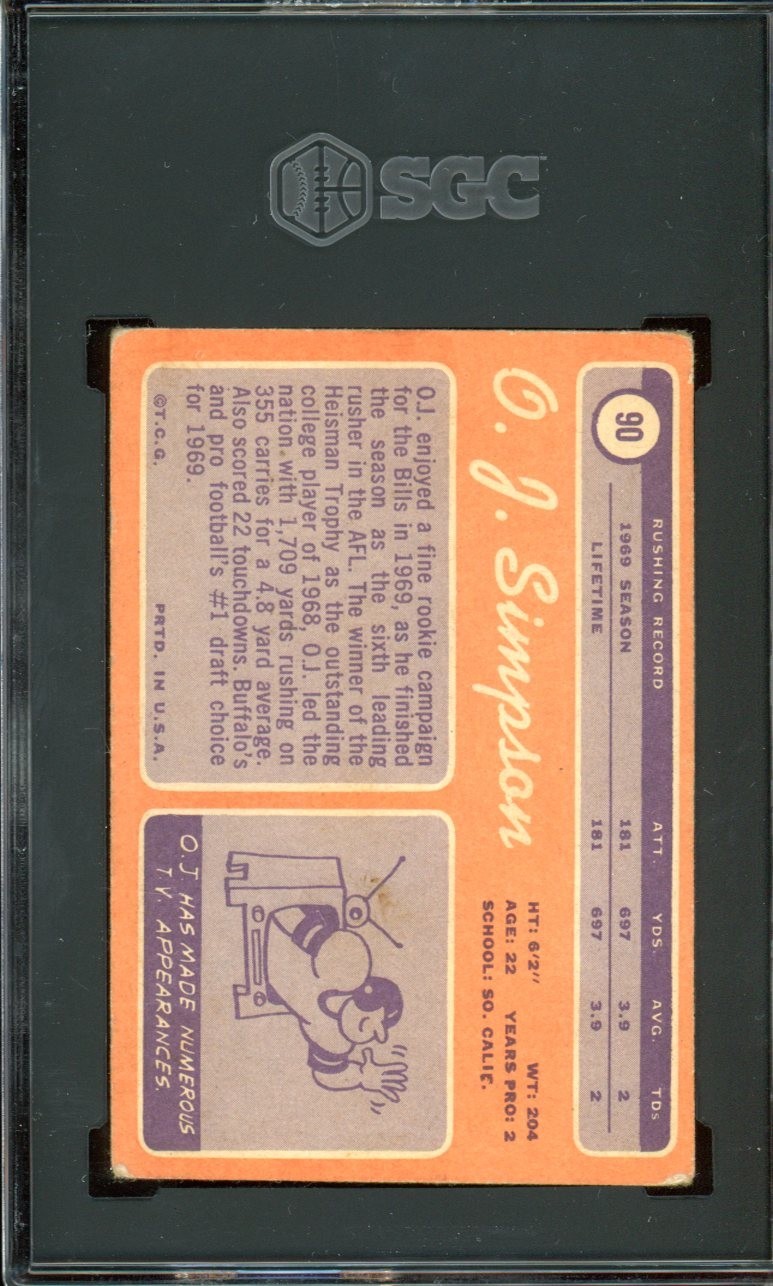 SGC
90
RUSHING RECORD ATT. YDS. AVG. TDs
1969 SEASON 181 697 3.9 2
LIFETIME 181 697 3.9 2
O. J. Simpson
HT: 6'2" WT: 204
AGE: 22 YEARS PRO: 2
SCHOOL: SO. CALIF.
O.J. enjoyed a fine rookie campaign
for the Bills in 1969, as he finished
the season as the sixth leading
rusher in the AFL. The winner of the
Heisman Trophy as the outstanding
college player of 1968, O.J. led the
nation with 1,709 yards rushing on
355 carries for a 4.8 yard average.
Also scored 22 touchdowns. Buffalo's
and pro football's #1 draft choice
for 1969.
©T.C.G. PRTD. IN U.S.A.
O.J. HAS MADE NUMEROUS
T.V. APPEARANCES.